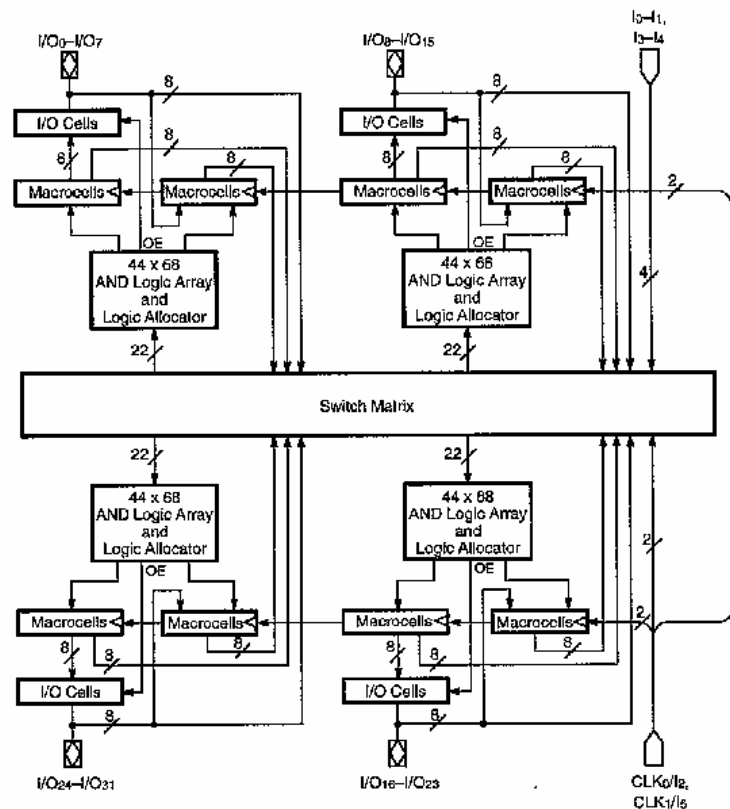 I/O0–I/O7
I/O8–I/O15
I0–I1,
I3–I4
8
8
I/O Cells
I/O Cells
8
8
6
8
8
8
Macrocells
Macrocells
Macrocells
Macrocells
2
OE
OE
44 x 68
AND Logic Array
and
Logic Allocator
44 x 68
AND Logic Array
and
Logic Allocator
4
22
22
Switch Matrix
22
22
44 x 68
AND Logic Array
and
Logic Allocator
44 x 68
AND Logic Array
and
Logic Allocator
2
OE
OE
Macrocells
Macrocells
Macrocells
Macrocells
2
8
8
8
8
8
8
I/O Cells
I/O Cells
8
8
I/O24–I/O31
I/O16–I/O23
CLK0/I2,
CLK1/I5